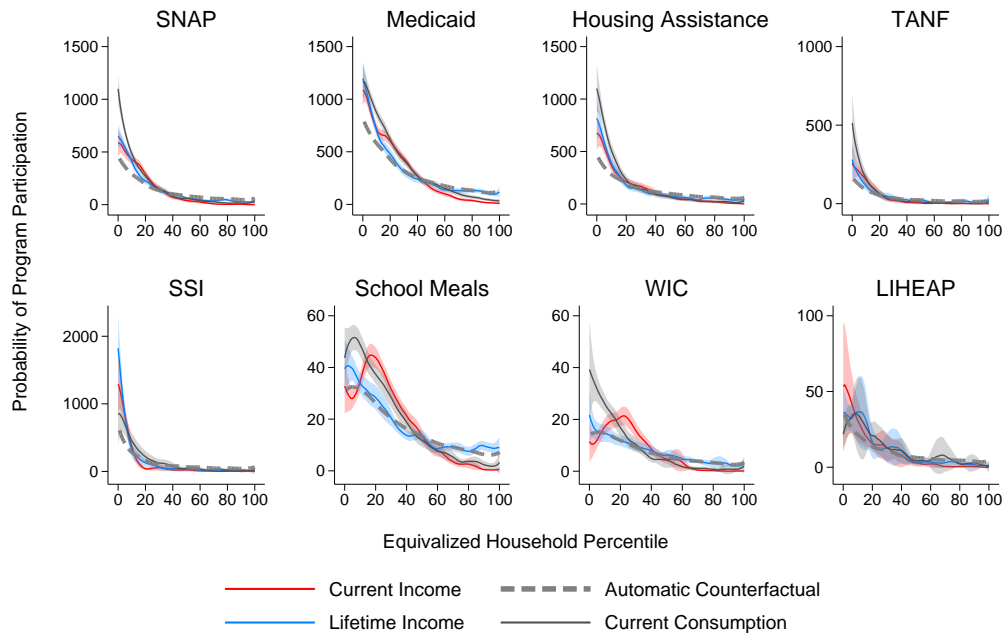 SNAP
Medicaid
Housing Assistance
TANF
1500
1000
500
0
0 20 40 60 80 100
1500
1000
500
0
0 20 40 60 80 100
1500
1000
500
0
0 20 40 60 80 100
1000
500
0
0 20 40 60 80 100
Probability of Program Participation
SSI
School Meals
WIC
LIHEAP
2000
1000
0
0 20 40 60 80 100
60
40
20
0
0 20 40 60 80 100
60
40
20
0
0 20 40 60 80 100
100
50
0
0 20 40 60 80 100
Equivalized Household Percentile
Current Income
Automatic Counterfactual
Lifetime Income
Current Consumption